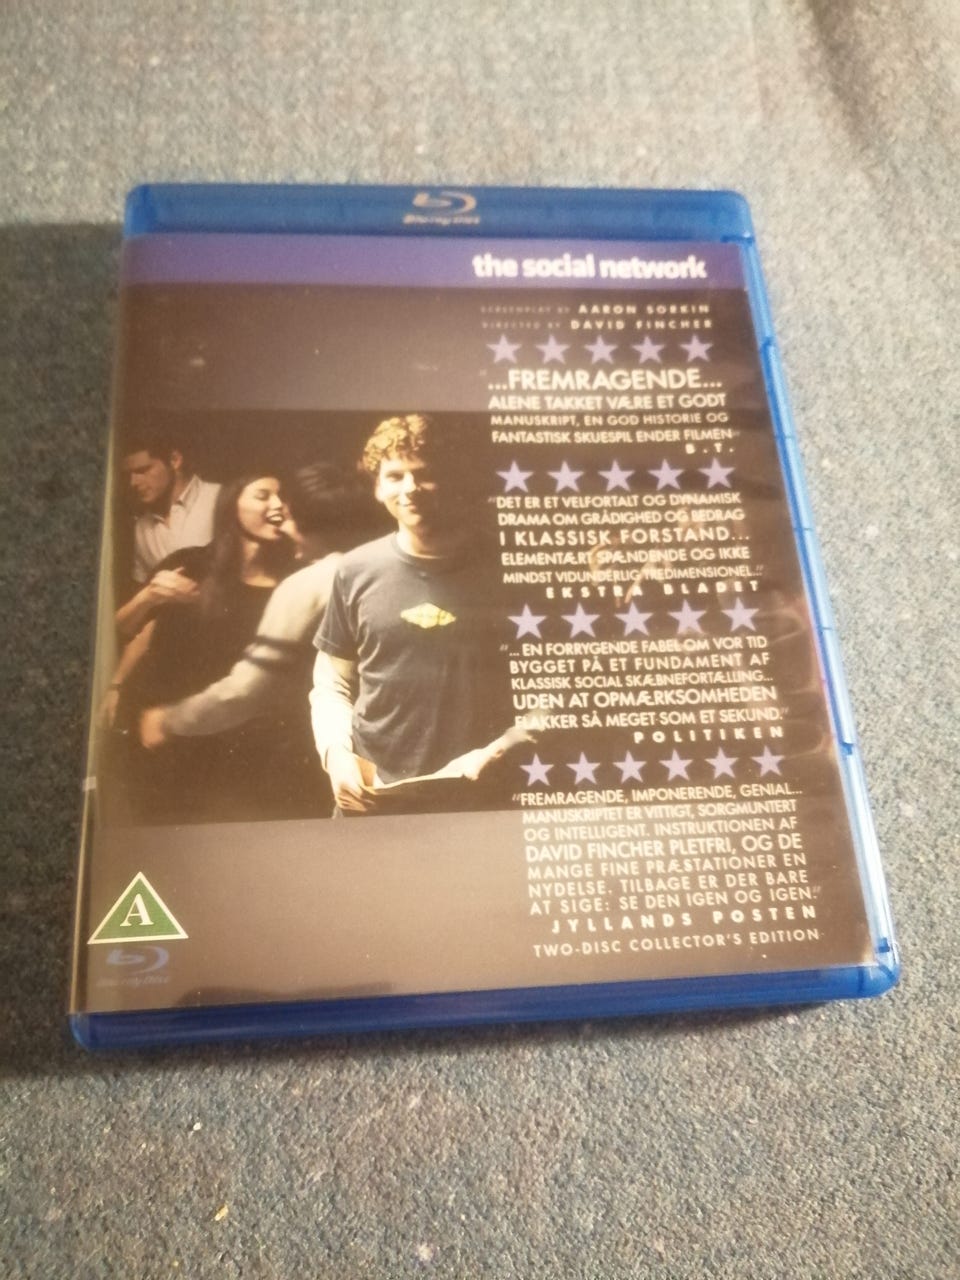 Blu-ray Disc
the social network
SCREENPLAY BY AARON SORKIN
DIRECTED BY DAVID FINCHER
"...FREMRAGENDE...
ALENE TAKKET VÆRE ET GODT
MANUSKRIPT, EN GOD HISTORIE OG
FANTASTISK SKUESPIL ENDER FILMEN"
B.T.
"DET ER ET VELFORTALT OG DYNAMISK
DRAMA OM GRÅDIGHED OG BEDRAG
I KLASSISK FORSTAND...
ELEMENTÆRT SPÆNDENDE OG IKKE
MINDST VIDUNDERLIG TREDIMENSIONEL..."
EKSTRA BLADET
"... EN FORRYGENDE FABEL OM VOR TID
BYGGET PÅ ET FUNDAMENT AF
KLASSISK SOCIAL SKÆBNEFORTÆLLING...
UDEN AT OPMÆRKSOMHEDEN
FLAKKER SÅ MEGET SOM ET SEKUND."
POLITIKEN
"FREMRAGENDE, IMPONERENDE, GENIAL...
MANUSKRIPTET ER VITTIGT, SORGMUNTERT
OG INTELLIGENT. INSTRUKTIONEN AF
DAVID FINCHER PLETFRI, OG DE
MANGE FINE PRÆSTATIONER EN
NYDELSE. TILBAGE ER DER BARE
AT SIGE: SE DEN IGEN OG IGEN."
JYLLANDS POSTEN
TWO-DISC COLLECTOR'S EDITION
A
Blu-ray Disc